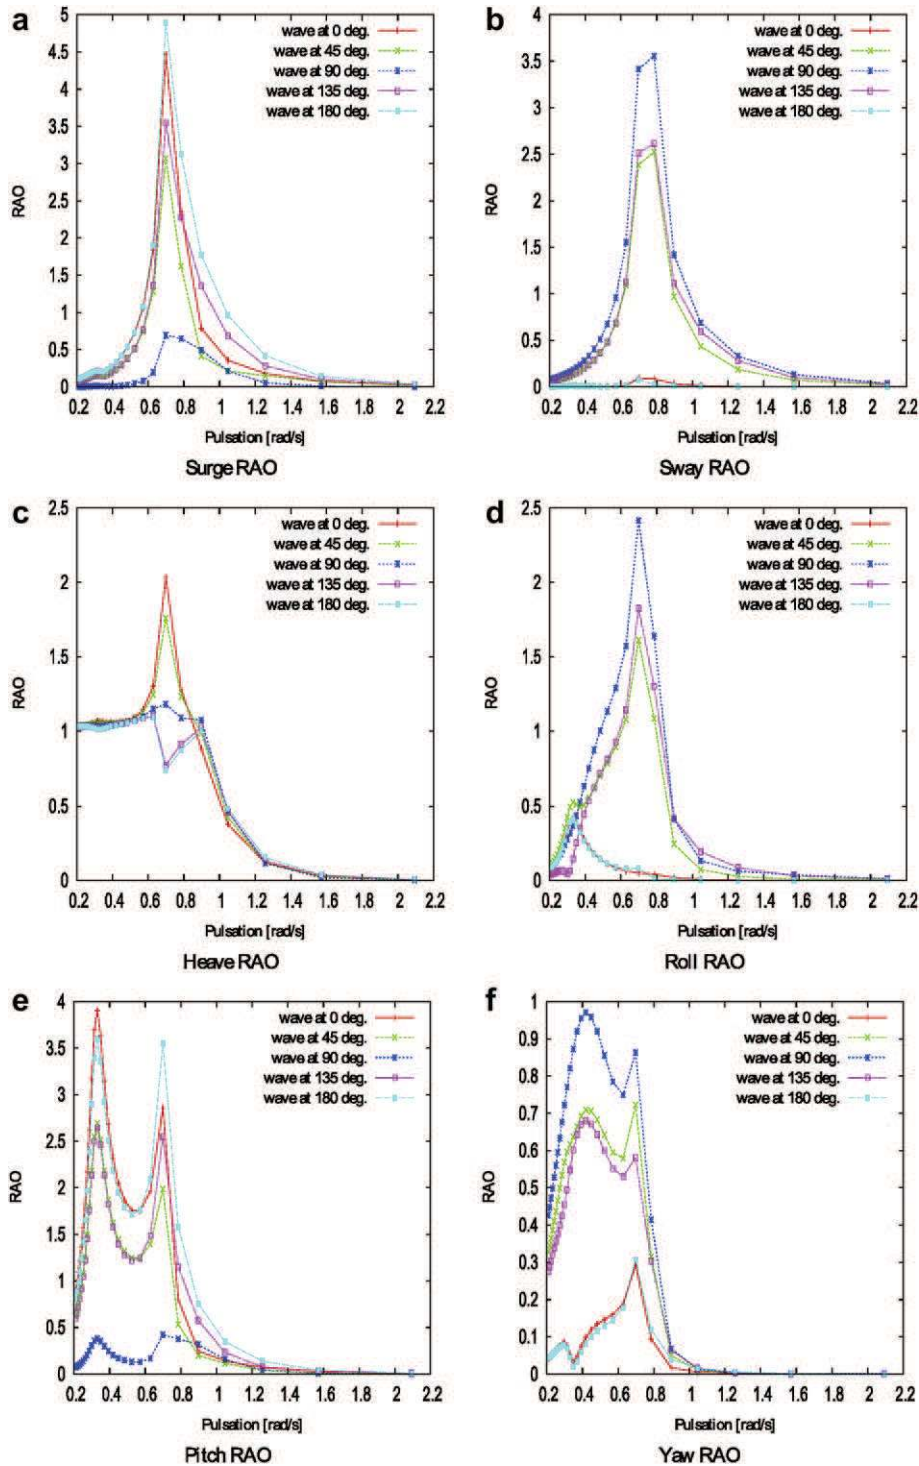 a
5
4.5
4
3.5
3
2.5
2
1.5
1
0.5
0
RAO
wave at 0 deg.
wave at 45 deg.
wave at 90 deg.
wave at 135 deg.
wave at 180 deg.
0.2 0.4 0.6 0.8 1 1.2 1.4 1.6 1.8 2 2.2
Pulsation [rad/s]
Surge RAO
b
4
3.5
3
2.5
2
1.5
1
0.5
0
RAO
wave at 0 deg.
wave at 45 deg.
wave at 90 deg.
wave at 135 deg.
wave at 180 deg.
0.2 0.4 0.6 0.8 1 1.2 1.4 1.6 1.8 2 2.2
Pulsation [rad/s]
Sway RAO
c
2.5
2
1.5
1
0.5
0
RAO
wave at 0 deg.
wave at 45 deg.
wave at 90 deg.
wave at 135 deg.
wave at 180 deg.
0.2 0.4 0.6 0.8 1 1.2 1.4 1.6 1.8 2 2.2
Pulsation [rad/s]
Heave RAO
d
2.5
2
1.5
1
0.5
0
RAO
wave at 0 deg.
wave at 45 deg.
wave at 90 deg.
wave at 135 deg.
wave at 180 deg.
0.2 0.4 0.6 0.8 1 1.2 1.4 1.6 1.8 2 2.2
Pulsation [rad/s]
Roll RAO
e
4
3.5
3
2.5
2
1.5
1
0.5
0
RAO
wave at 0 deg.
wave at 45 deg.
wave at 90 deg.
wave at 135 deg.
wave at 180 deg.
0.2 0.4 0.6 0.8 1 1.2 1.4 1.6 1.8 2 2.2
Pulsation [rad/s]
Pitch RAO
f
1
0.9
0.8
0.7
0.6
0.5
0.4
0.3
0.2
0.1
0
RAO
wave at 0 deg.
wave at 45 deg.
wave at 90 deg.
wave at 135 deg.
wave at 180 deg.
0.2 0.4 0.6 0.8 1 1.2 1.4 1.6 1.8 2 2.2
Pulsation [rad/s]
Yaw RAO